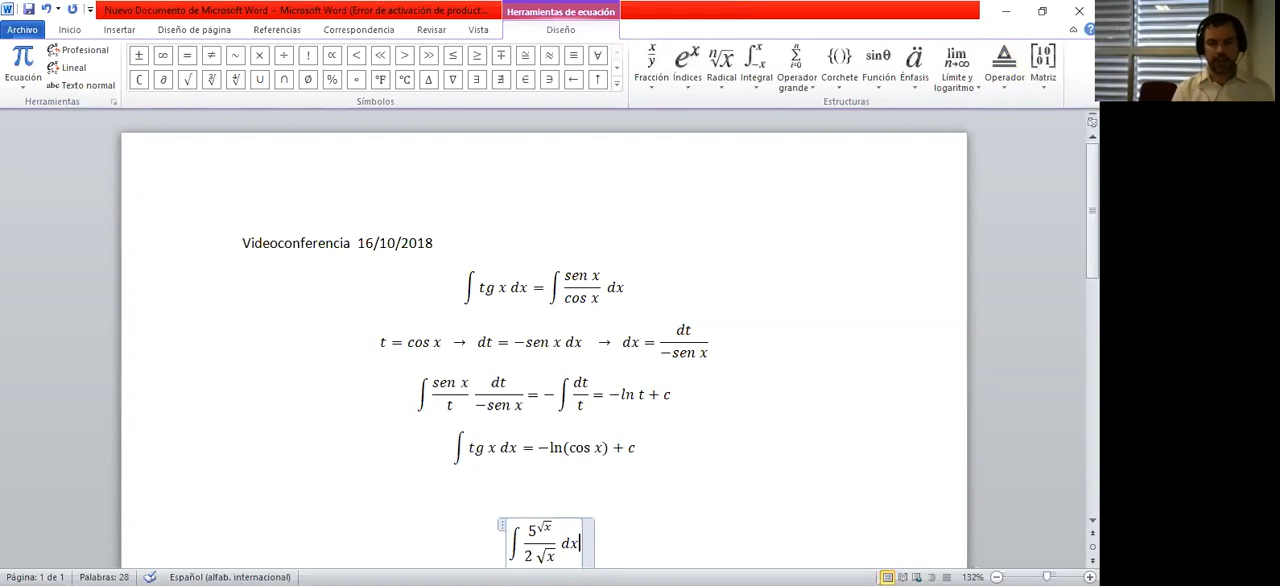 Nuevo Documento de Microsoft Word - Microsoft Word (Error de activación de product...
Herramientas de ecuación
Archivo Inicio Insertar Diseño de página Referencias Correspondencia Revisar Vista Diseño
π Ecuación
Profesional
Lineal
abc Texto normal
Herramientas
± ∞ = ≠ ~ × ÷ ! ∝ < ≪ > ≫ ≤ ≥ ∓ ≅ ≈ ≡ ∀
∁ ∂ √ ∛ ∜ ∪ ∩ ∅ % ° ℉ ℃ ∆ ∇ ∃ ∄ ∈ ∋ ← ↑
Símbolos
Fracción Índices Radical Integral Operador grande Corchete Función Énfasis Límite y logaritmo Operador Matriz
Estructuras
Videoconferencia 16/10/2018
∫ tg x dx = ∫ (sen x)/(cos x) dx
t = cos x → dt = −sen x dx → dx = dt/(−sen x)
∫ (sen x)/t dt/(−sen x) = − ∫ dt/t = −ln t + c
∫ tg x dx = −ln(cos x) + c
∫ 5^√x/(2 √x) dx
Página: 1 de 1 Palabras: 28 Español (alfab. internacional) 132%